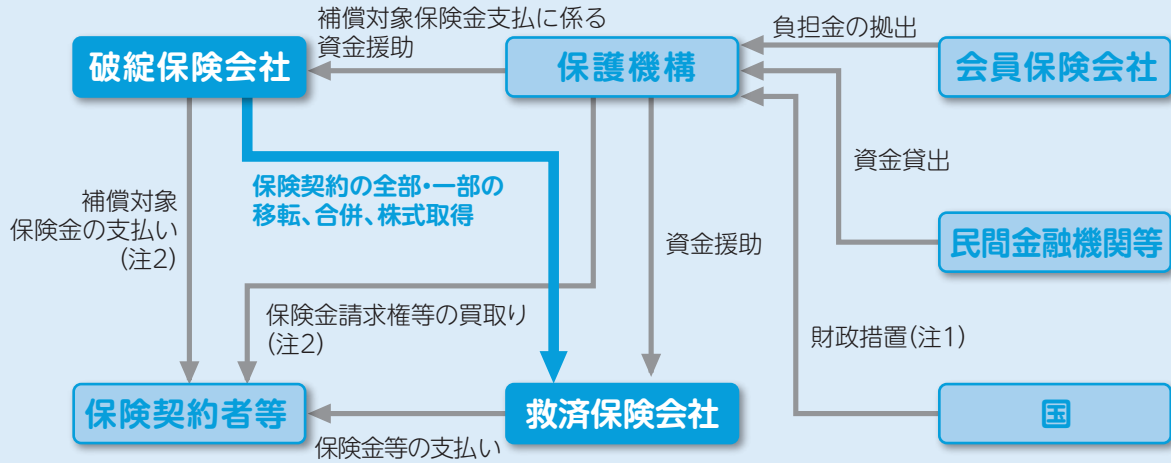 補償対象保険金支払に係る
資金援助
負担金の拠出
破綻保険会社
保護機構
会員保険会社
資金貸出
保険契約の全部・一部の
移転、合併、株式取得
補償対象
保険金の支払い
(注2)
資金援助
民間金融機関等
保険金請求権等の買取り
(注2)
財政措置(注1)
保険契約者等
救済保険会社
国
保険金等の支払い